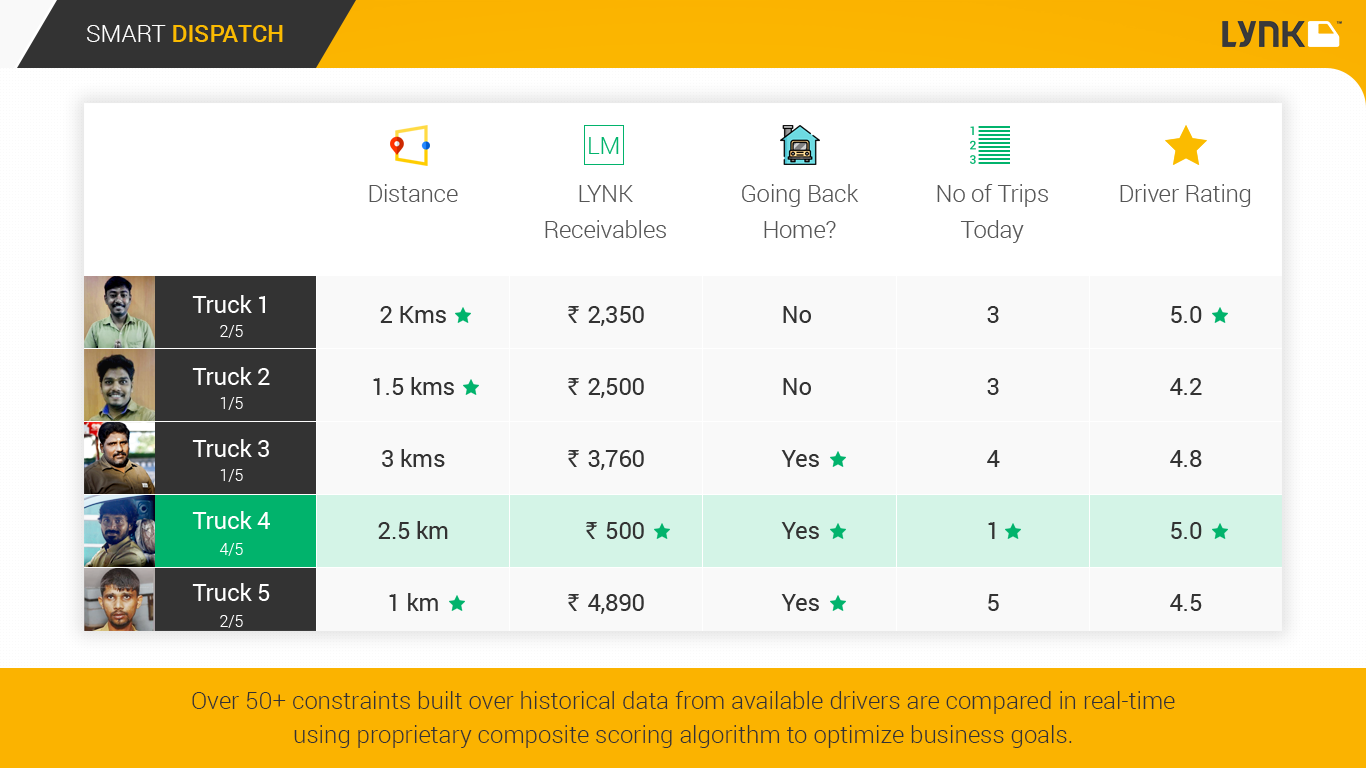 SMART DISPATCH
LYNK™
1
2
3
LM
Distance
LYNK
Receivables
Going Back
Home?
No of Trips
Today
Driver Rating
Truck 1
2/5
2 Kms
₹ 2,350
No
3
5.0
Truck 2
1/5
1.5 kms
₹ 2,500
No
3
4.2
Truck 3
1/5
3 kms
₹ 3,760
Yes
4
4.8
Truck 4
4/5
2.5 km
₹ 500
Yes
1
5.0
Truck 5
2/5
1 km
₹ 4,890
Yes
5
4.5
Over 50+ constraints built over historical data from available drivers are compared in real-time
using proprietary composite scoring algorithm to optimize business goals.